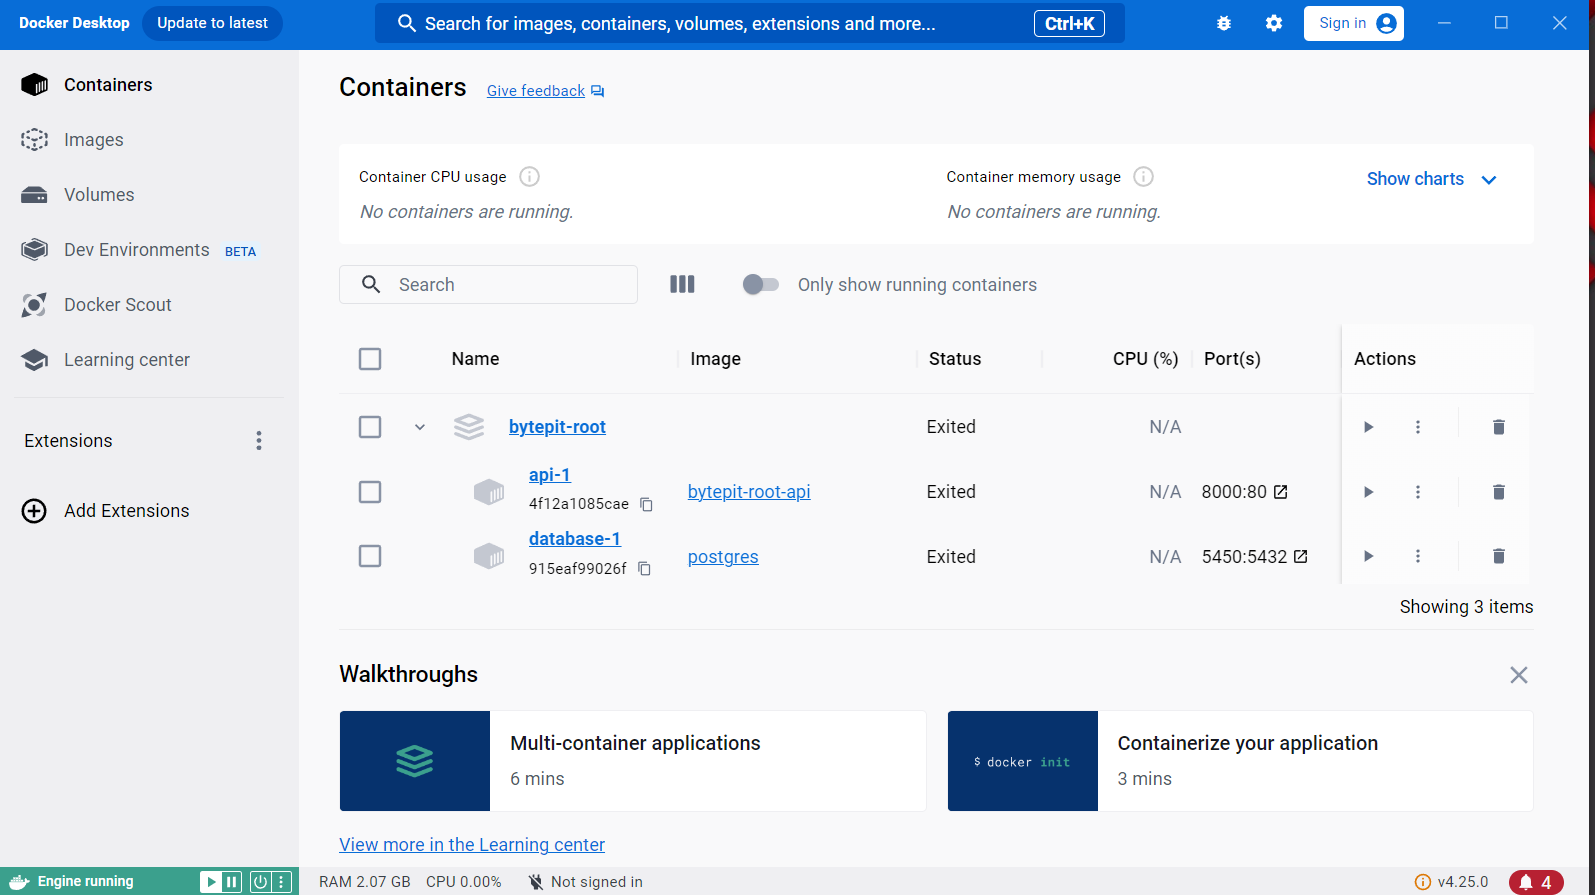 Docker Desktop
Update to latest
Search for images, containers, volumes, extensions and more...
Ctrl+K
Sign in
Containers
Images
Volumes
Dev Environments BETA
Docker Scout
Learning center
Extensions
Add Extensions
Containers
Give feedback
Container CPU usage
No containers are running.
Container memory usage
No containers are running.
Show charts
Search
Only show running containers
Name Image Status CPU (%) Port(s) Actions
bytepit-root Exited N/A
api-1
4f12a1085cae
bytepit-root-api Exited N/A 8000:80
database-1
915eaf99026f
postgres Exited N/A 5450:5432
Showing 3 items
Walkthroughs
Multi-container applications
6 mins
$ docker init
Containerize your application
3 mins
View more in the Learning center
Engine running
RAM 2.07 GB CPU 0.00% Not signed in
v4.25.0
4